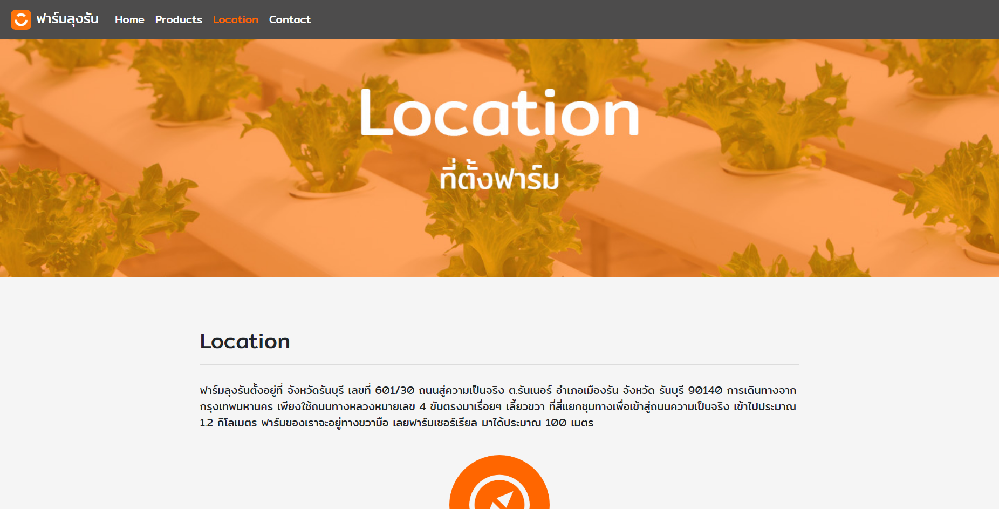 ฟาร์มลุงรัน Home Products Location Contact
Location
ที่ตั้งฟาร์ม
Location
ฟาร์มลุงรันตั้งอยู่ที่ จังหวัดรันบุรี เลขที่ 601/30 ถนนสู่ความเป็นจริง ต.รันเนอร์ อำเภอเมืองรัน จังหวัด รันบุรี 90140 การเดินทางจาก
กรุงเทพมหานคร เพียงใช้ถนนทางหลวงหมายเลข 4 ขับตรงมาเรื่อยๆ เลี้ยวขวา ที่สี่แยกชุมทางเพื่อเข้าสู่ถนนความเป็นจริง เข้าไปประมาณ
1.2 กิโลเมตร ฟาร์มของเราจะอยู่ทางขวามือ เลยฟาร์มเซอร์เรียล มาได้ประมาณ 100 เมตร